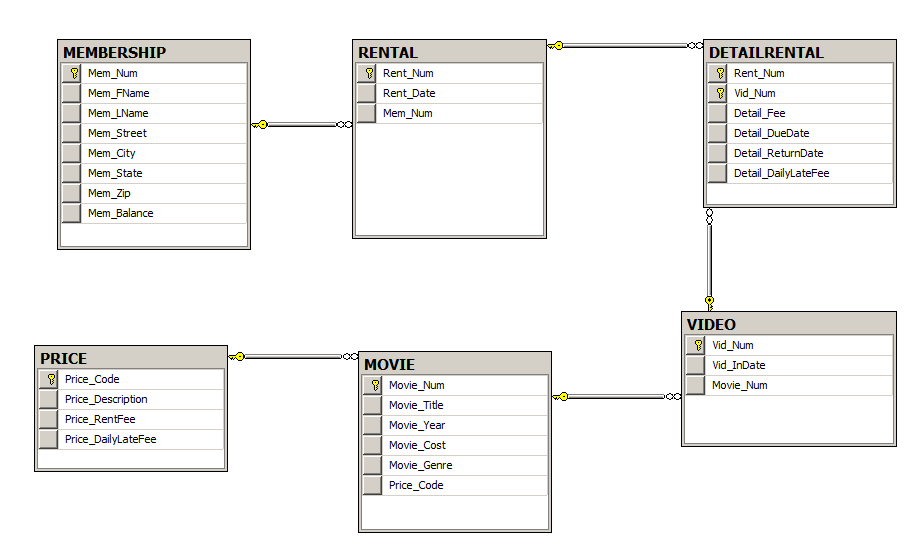 MEMBERSHIP
Mem_Num
Mem_FName
Mem_LName
Mem_Street
Mem_City
Mem_State
Mem_Zip
Mem_Balance
RENTAL
Rent_Num
Rent_Date
Mem_Num
DETAILRENTAL
Rent_Num
Vid_Num
Detail_Fee
Detail_DueDate
Detail_ReturnDate
Detail_DailyLateFee
PRICE
Price_Code
Price_Description
Price_RentFee
Price_DailyLateFee
MOVIE
Movie_Num
Movie_Title
Movie_Year
Movie_Cost
Movie_Genre
Price_Code
VIDEO
Vid_Num
Vid_InDate
Movie_Num